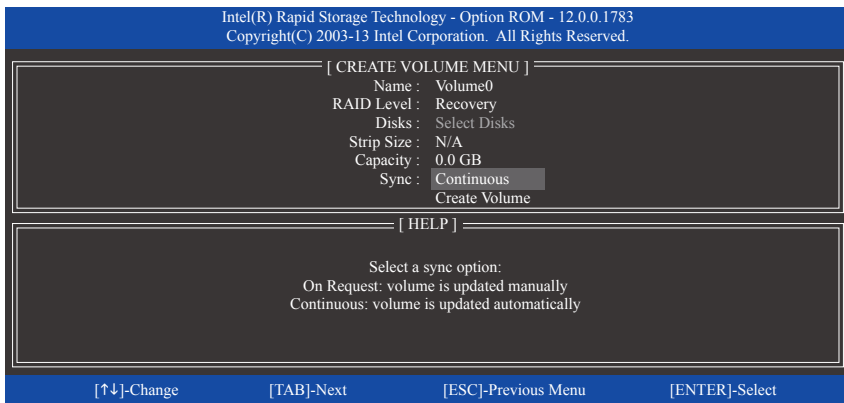 Intel(R) Rapid Storage Technology - Option ROM - 12.0.0.1783
Copyright(C) 2003-13 Intel Corporation. All Rights Reserved.
[ CREATE VOLUME MENU ]
Name : Volume0
RAID Level : Recovery
Disks : Select Disks
Strip Size : N/A
Capacity : 0.0 GB
Sync : Continuous
Create Volume
[ HELP ]
Select a sync option:
On Request: volume is updated manually
Continuous: volume is updated automatically
[↑↓]-Change [TAB]-Next [ESC]-Previous Menu [ENTER]-Select